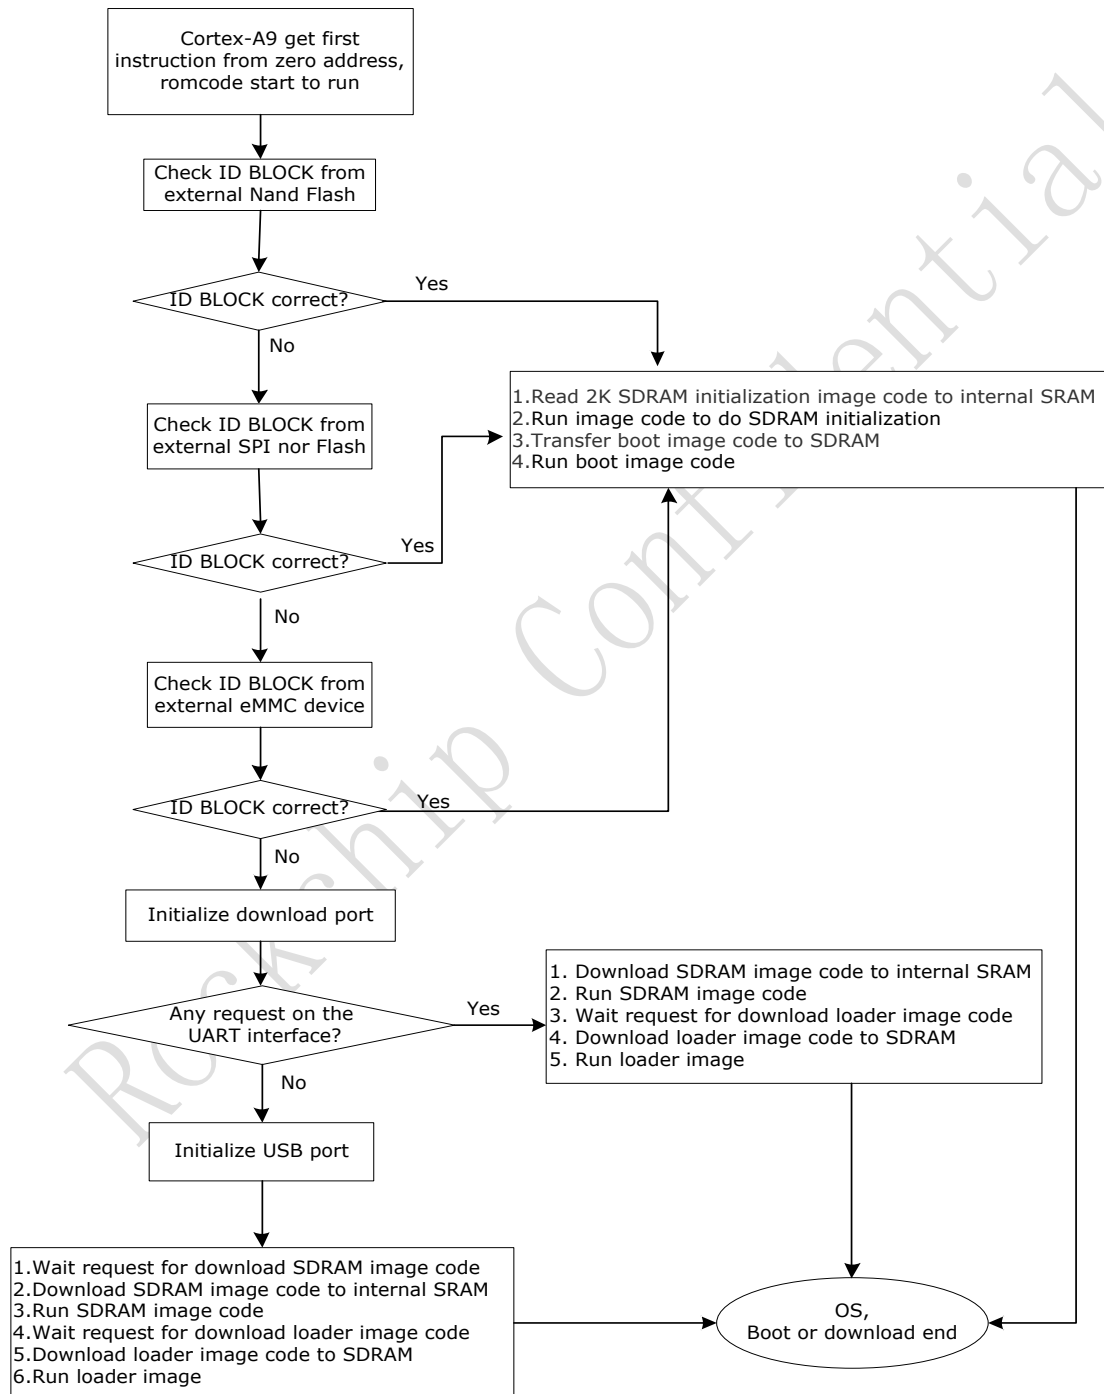 Cortex-A9 get first
instruction from zero address,
romcode start to run
Check ID BLOCK from
external Nand Flash
ID BLOCK correct?
Yes
No
1.Read 2K SDRAM initialization image code to internal SRAM
2.Run image code to do SDRAM initialization
3.Transfer boot image code to SDRAM
4.Run boot image code
Check ID BLOCK from
external SPI nor Flash
ID BLOCK correct?
Yes
No
Check ID BLOCK from
external eMMC device
ID BLOCK correct?
Yes
No
Initialize download port
Any request on the
UART interface?
Yes
No
1. Download SDRAM image code to internal SRAM
2. Run SDRAM image code
3. Wait request for download loader image code
4. Download loader image code to SDRAM
5. Run loader image
Initialize USB port
1.Wait request for download SDRAM image code
2.Download SDRAM image code to internal SRAM
3.Run SDRAM image code
4.Wait request for download loader image code
5.Download loader image code to SDRAM
6.Run loader image
OS,
Boot or download end
Rockchip Confidential